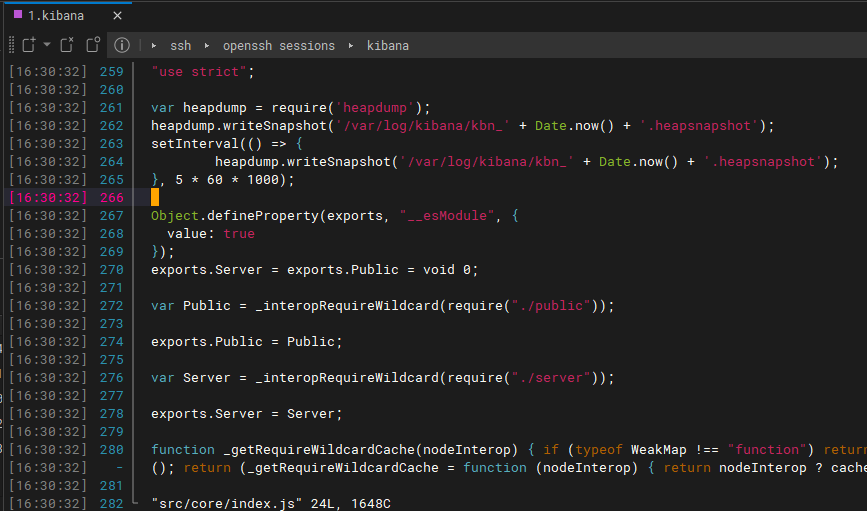 1.kibana
ssh openssh sessions kibana
[16:30:32] 259 "use strict";
[16:30:32] 260
[16:30:32] 261 var heapdump = require('heapdump');
[16:30:32] 262 heapdump.writeSnapshot('/var/log/kibana/kbn_' + Date.now() + '.heapsnapshot');
[16:30:32] 263 setInterval(() => {
[16:30:32] 264 heapdump.writeSnapshot('/var/log/kibana/kbn_' + Date.now() + '.heapsnapshot');
[16:30:32] 265 }, 5 * 60 * 1000);
[16:30:32] 266
[16:30:32] 267 Object.defineProperty(exports, "__esModule", {
[16:30:32] 268 value: true
[16:30:32] 269 });
[16:30:32] 270 exports.Server = exports.Public = void 0;
[16:30:32] 271
[16:30:32] 272 var Public = _interopRequireWildcard(require("./public"));
[16:30:32] 273
[16:30:32] 274 exports.Public = Public;
[16:30:32] 275
[16:30:32] 276 var Server = _interopRequireWildcard(require("./server"));
[16:30:32] 277
[16:30:32] 278 exports.Server = Server;
[16:30:32] 279
[16:30:32] 280 function _getRequireWildcardCache(nodeInterop) { if (typeof WeakMap !== "function") return
[16:30:32] - (); return (_getRequireWildcardCache = function (nodeInterop) { return nodeInterop ? cache
[16:30:32] 281
[16:30:32] 282 "src/core/index.js" 24L, 1648C